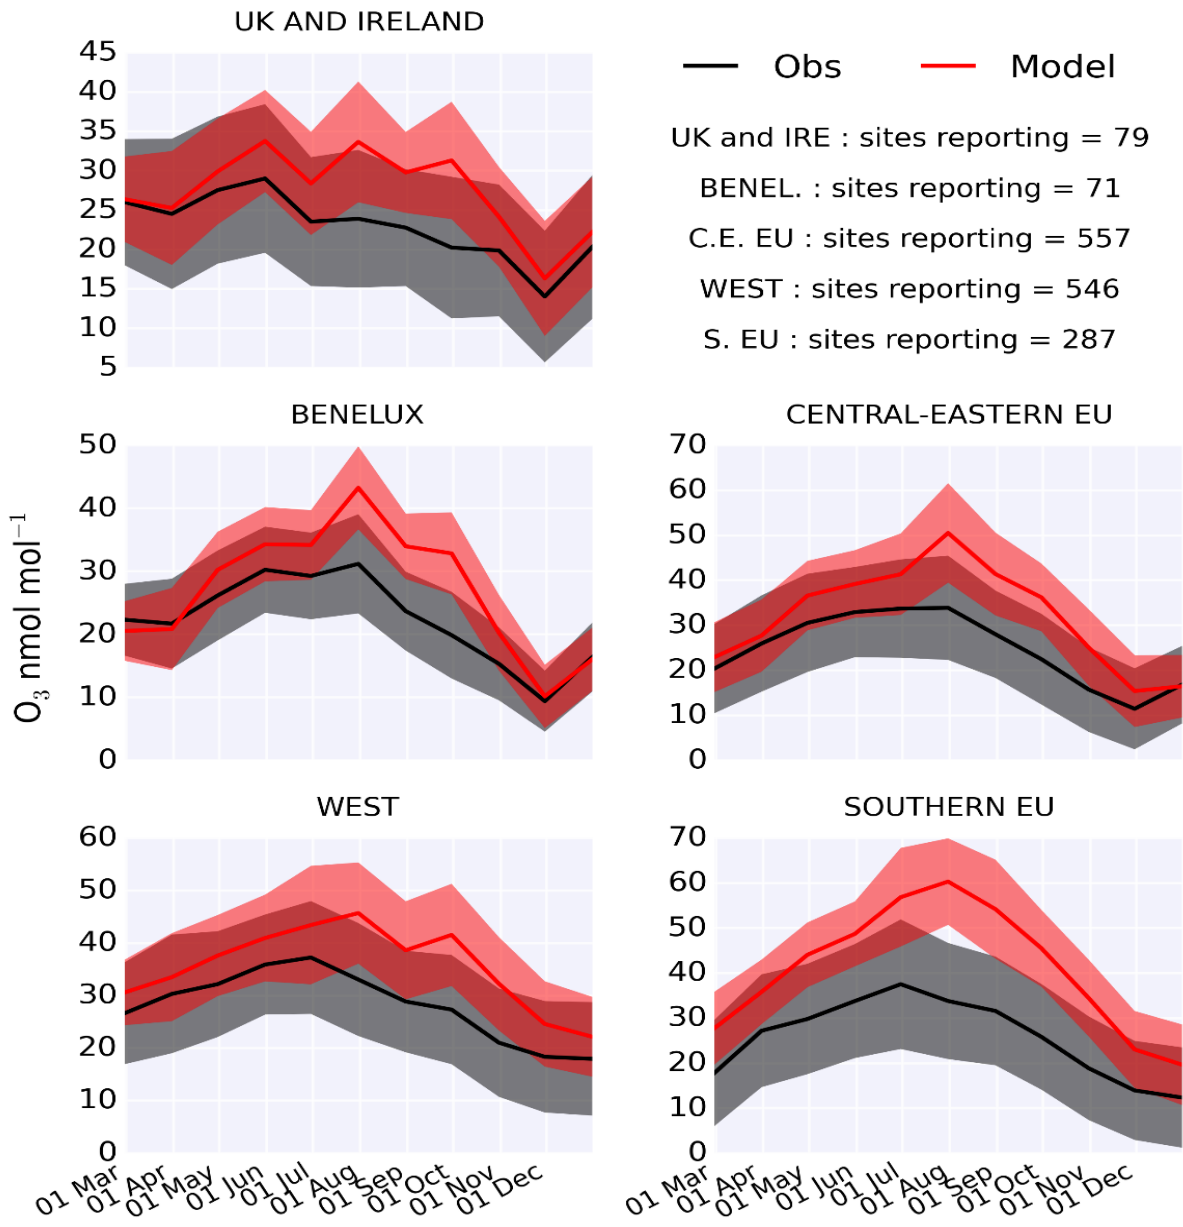 UK AND IRELAND
45
40
35
30
25
20
15
10
5
Obs
Model
UK and IRE : sites reporting = 79
BENEL. : sites reporting = 71
C.E. EU : sites reporting = 557
WEST : sites reporting = 546
S. EU : sites reporting = 287
O₃ nmol mol⁻¹
BENELUX
50
40
30
20
10
0
CENTRAL-EASTERN EU
70
60
50
40
30
20
10
0
WEST
60
50
40
30
20
10
0
01 Mar
01 Apr
01 May
01 Jun
01 Jul
01 Aug
01 Sep
01 Oct
01 Nov
01 Dec
SOUTHERN EU
70
60
50
40
30
20
10
0
01 Mar
01 Apr
01 May
01 Jun
01 Jul
01 Aug
01 Sep
01 Oct
01 Nov
01 Dec